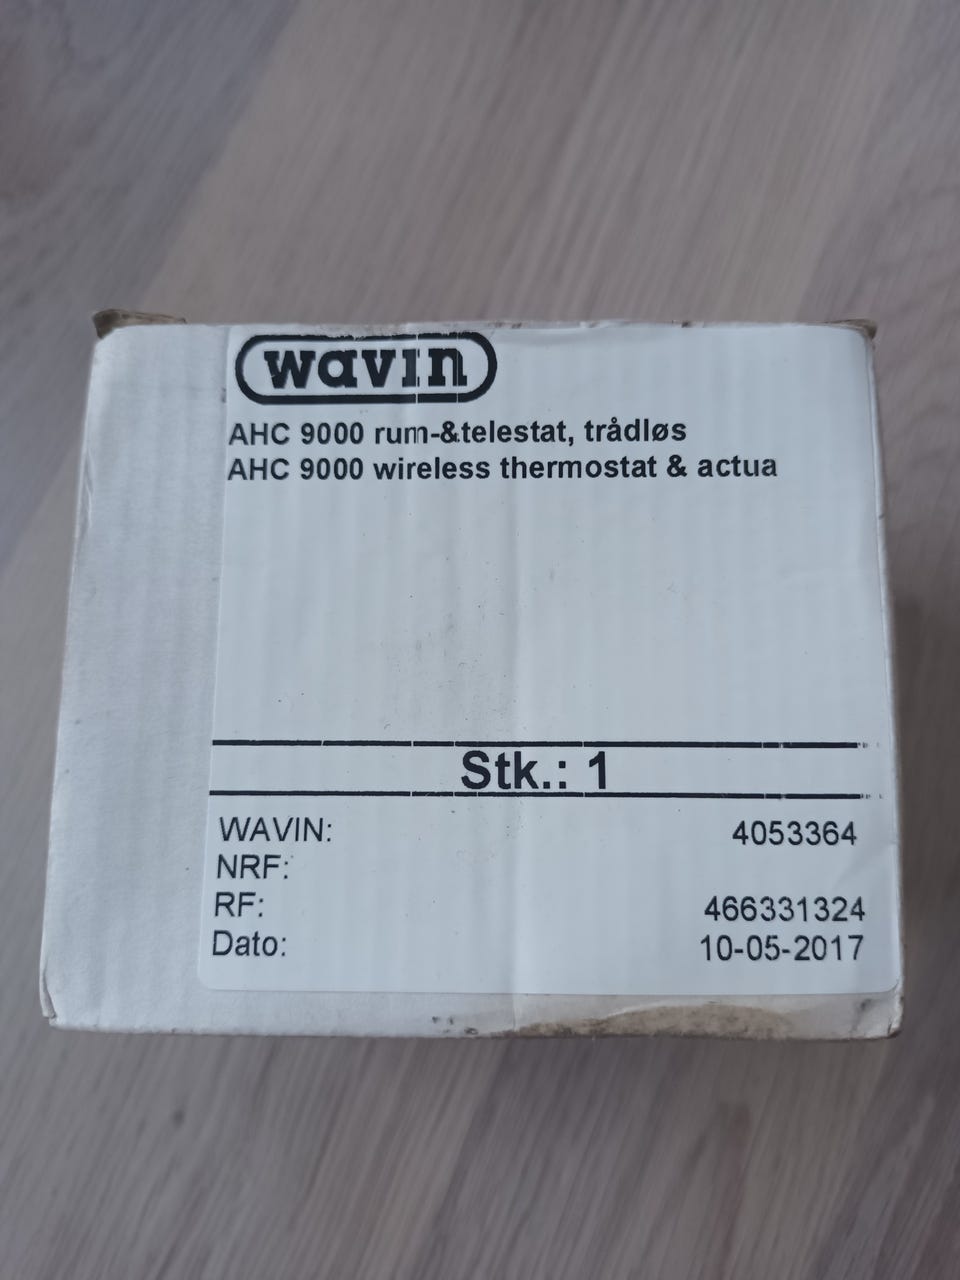 wavin
AHC 9000 rum-&telestat, trådløs
AHC 9000 wireless thermostat & actua
Stk.: 1
WAVIN: 4053364
NRF:
RF: 466331324
Dato: 10-05-2017